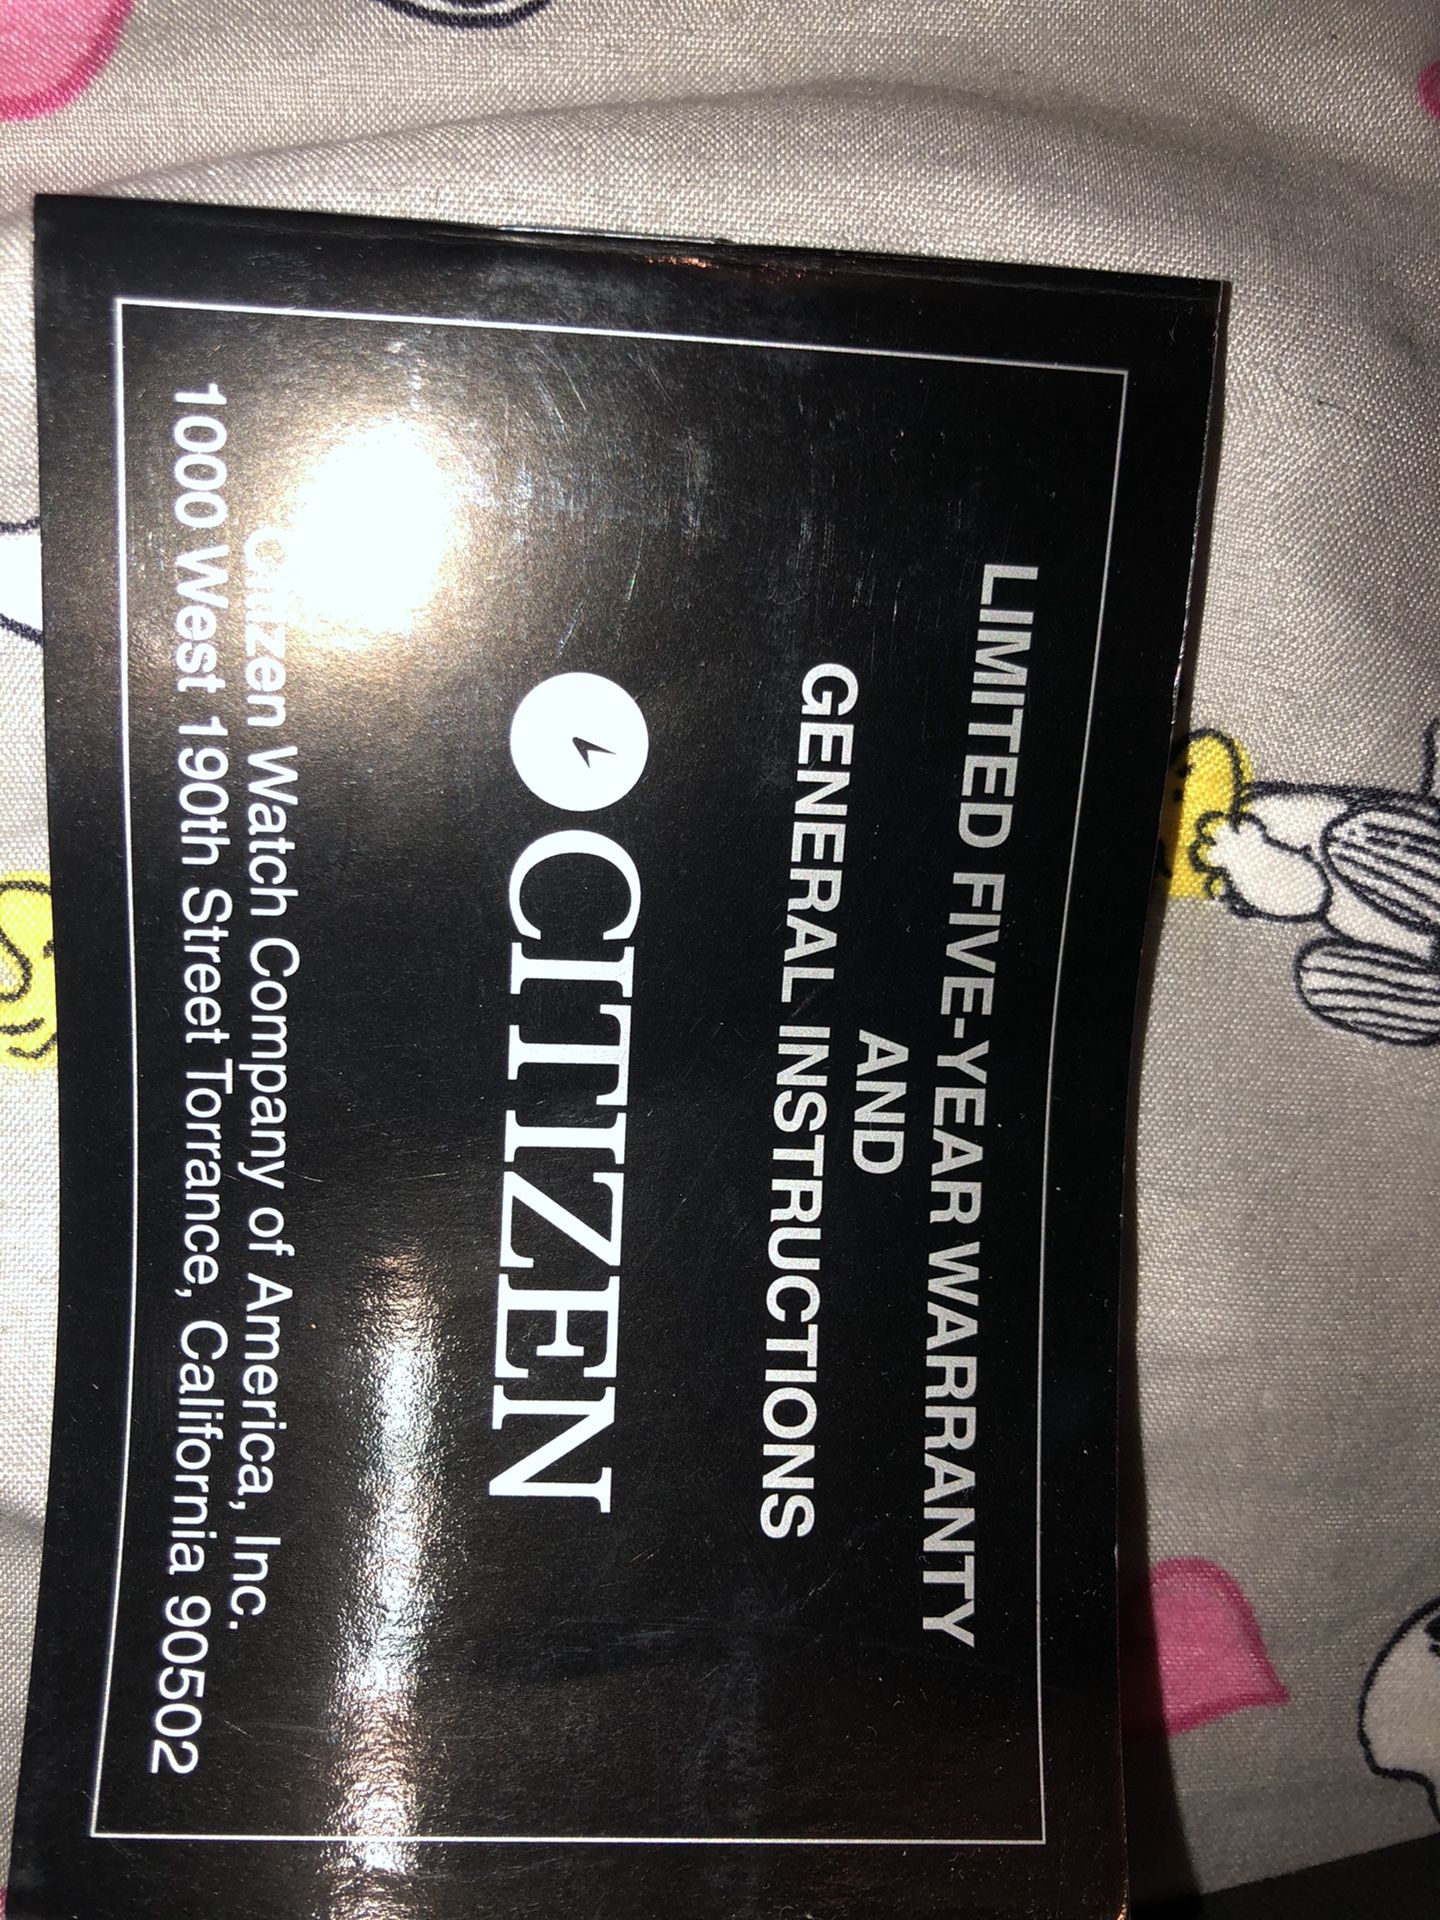 LIMITED FIVE-YEAR WARRANTY
AND
GENERAL INSTRUCTIONS
CITIZEN
Citizen Watch Company of America, Inc.
1000 West 190th Street Torrance, California 90502